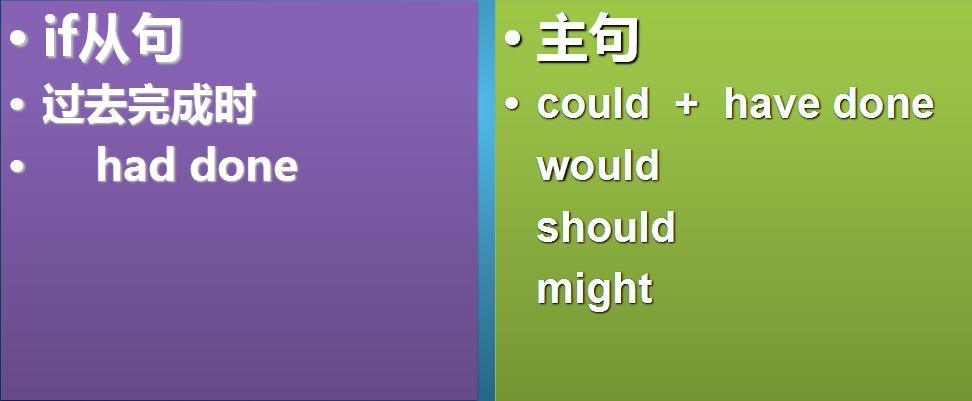 • if从句
• 过去完成时
• had done
• 主句
• could + have done
would
should
might